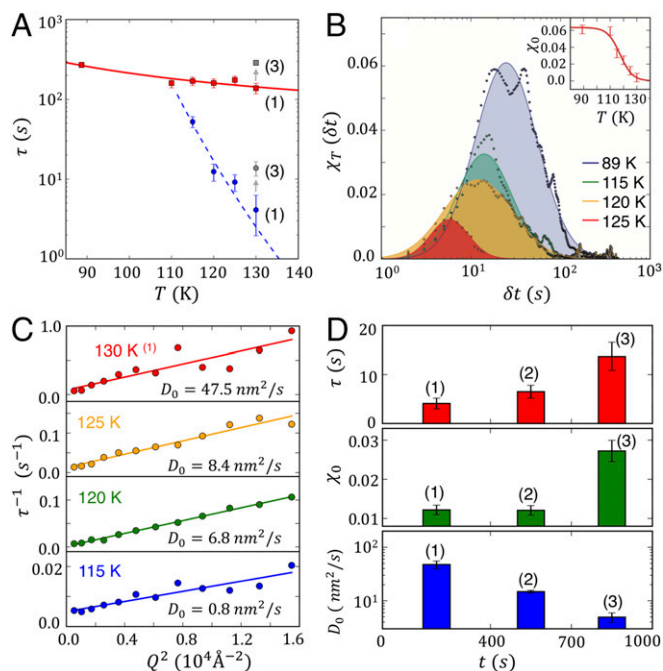 A
τ (s)
10³
10²
10¹
10⁰
90 100 110 120 130 140
T (K)
(3)
(1)
(3)
(1)
B
χ_T (δt)
0.08
0.06
0.04
0.02
0.0
10⁰ 10¹ 10² 10³
δt (s)
89 K
115 K
120 K
125 K
χ₀
0.06
0.04
0.02
0.0
90 110 130
T (K)
C
τ⁻¹ (s⁻¹)
1.0
130 K ⁽¹⁾
D₀ = 47.5 nm²/s
0.0
125 K
0.1
D₀ = 8.4 nm²/s
0.0
120 K
0.1
D₀ = 6.8 nm²/s
0.0
115 K
0.02
D₀ = 0.8 nm²/s
0.0
0.0 0.4 0.8 1.2 1.6
Q² (10⁴Å⁻²)
D
τ (s)
20
10
0
(1) (2) (3)
χ₀
0.03
0.02
0.01
(1) (2) (3)
D₀ (nm²/s)
10²
10¹
(1) (2) (3)
0 200 400 600 800 1000
t (s)